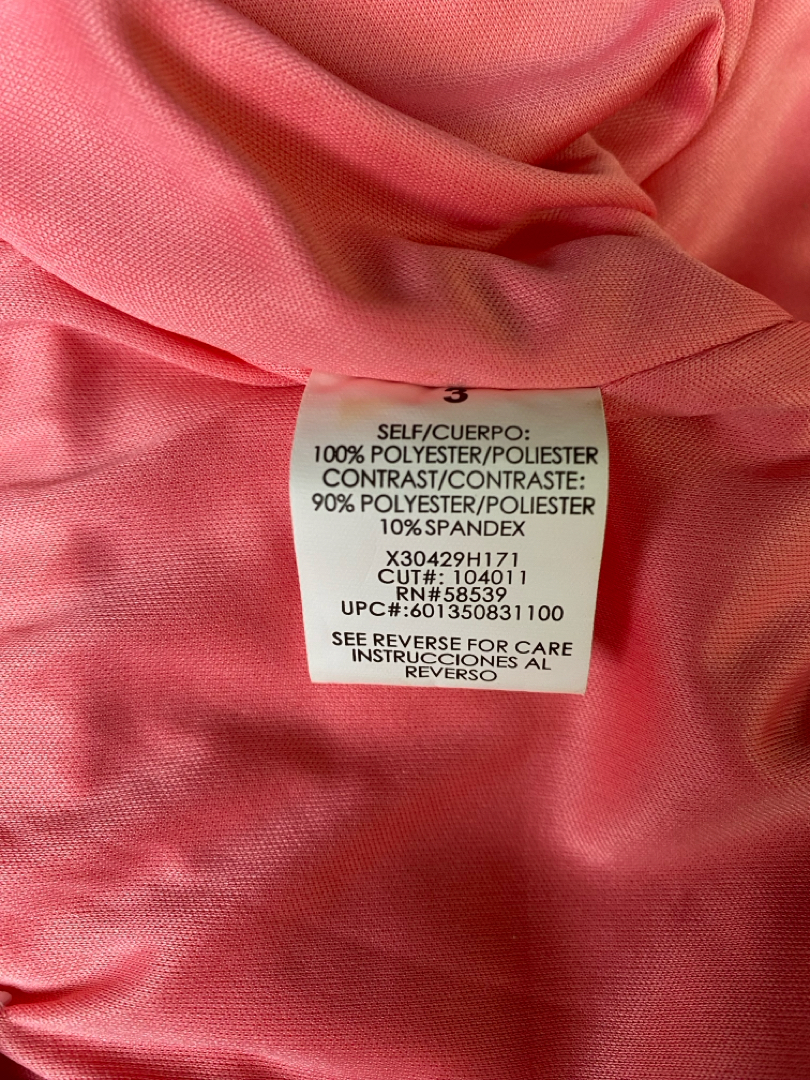 3
SELF/CUERPO:
100% POLYESTER/POLIESTER
CONTRAST/CONTRASTE:
90% POLYESTER/POLIESTER
10% SPANDEX
X30429H171
CUT#: 104011
RN#58539
UPC#:601350831100
SEE REVERSE FOR CARE
INSTRUCCIONES AL
REVERSO